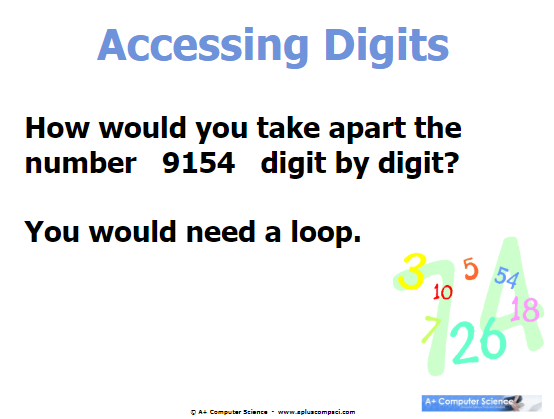 Accessing Digits
How would you take apart the
number 9154 digit by digit?
You would need a loop.
3
5
54
10
18
7
26
74
© A+ Computer Science - www.apluscompsci.com
A+ Computer Science